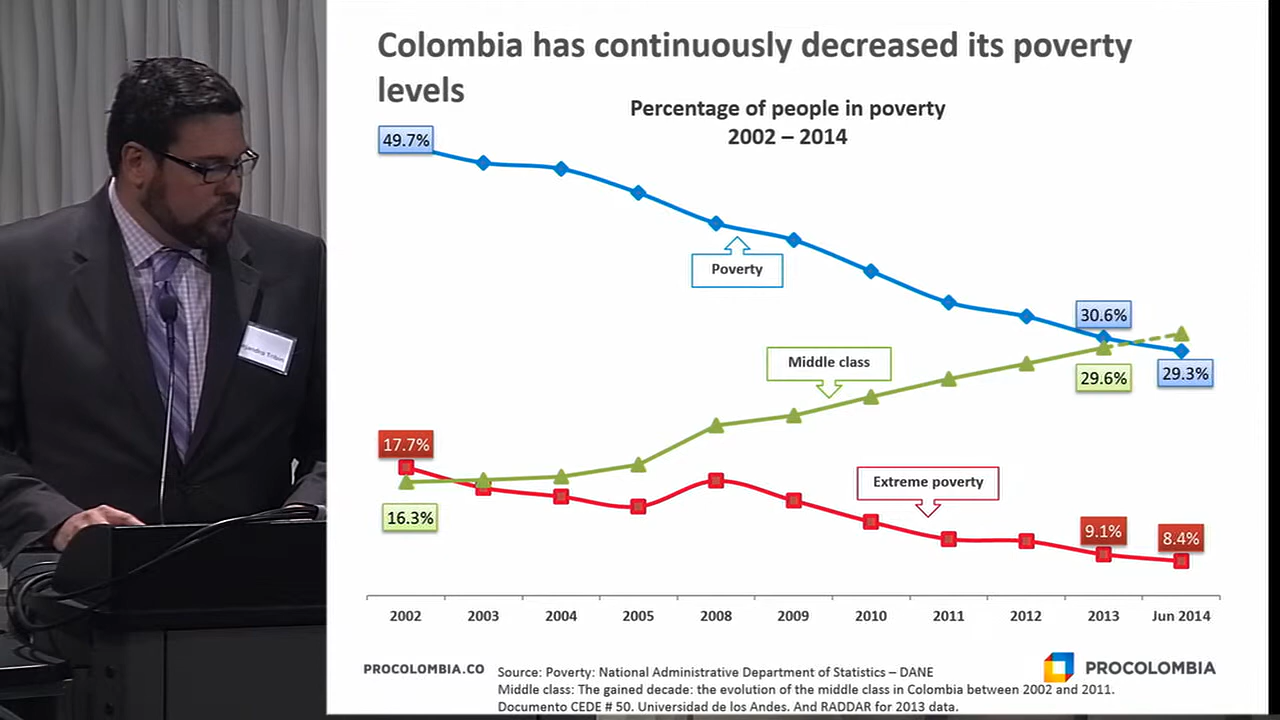 Colombia has continuously decreased its poverty
levels
Percentage of people in poverty
2002 – 2014
49.7%
Poverty
30.6%
Middle class
29.6%
29.3%
17.7%
16.3%
Extreme poverty
9.1%
8.4%
2002 2003 2004 2005 2008 2009 2010 2011 2012 2013 Jun 2014
PROCOLOMBIA.CO
Source: Poverty: National Administrative Department of Statistics – DANE
Middle class: The gained decade: the evolution of the middle class in Colombia between 2002 and 2011.
Documento CEDE # 50. Universidad de los Andes. And RADDAR for 2013 data.
PROCOLOMBIA